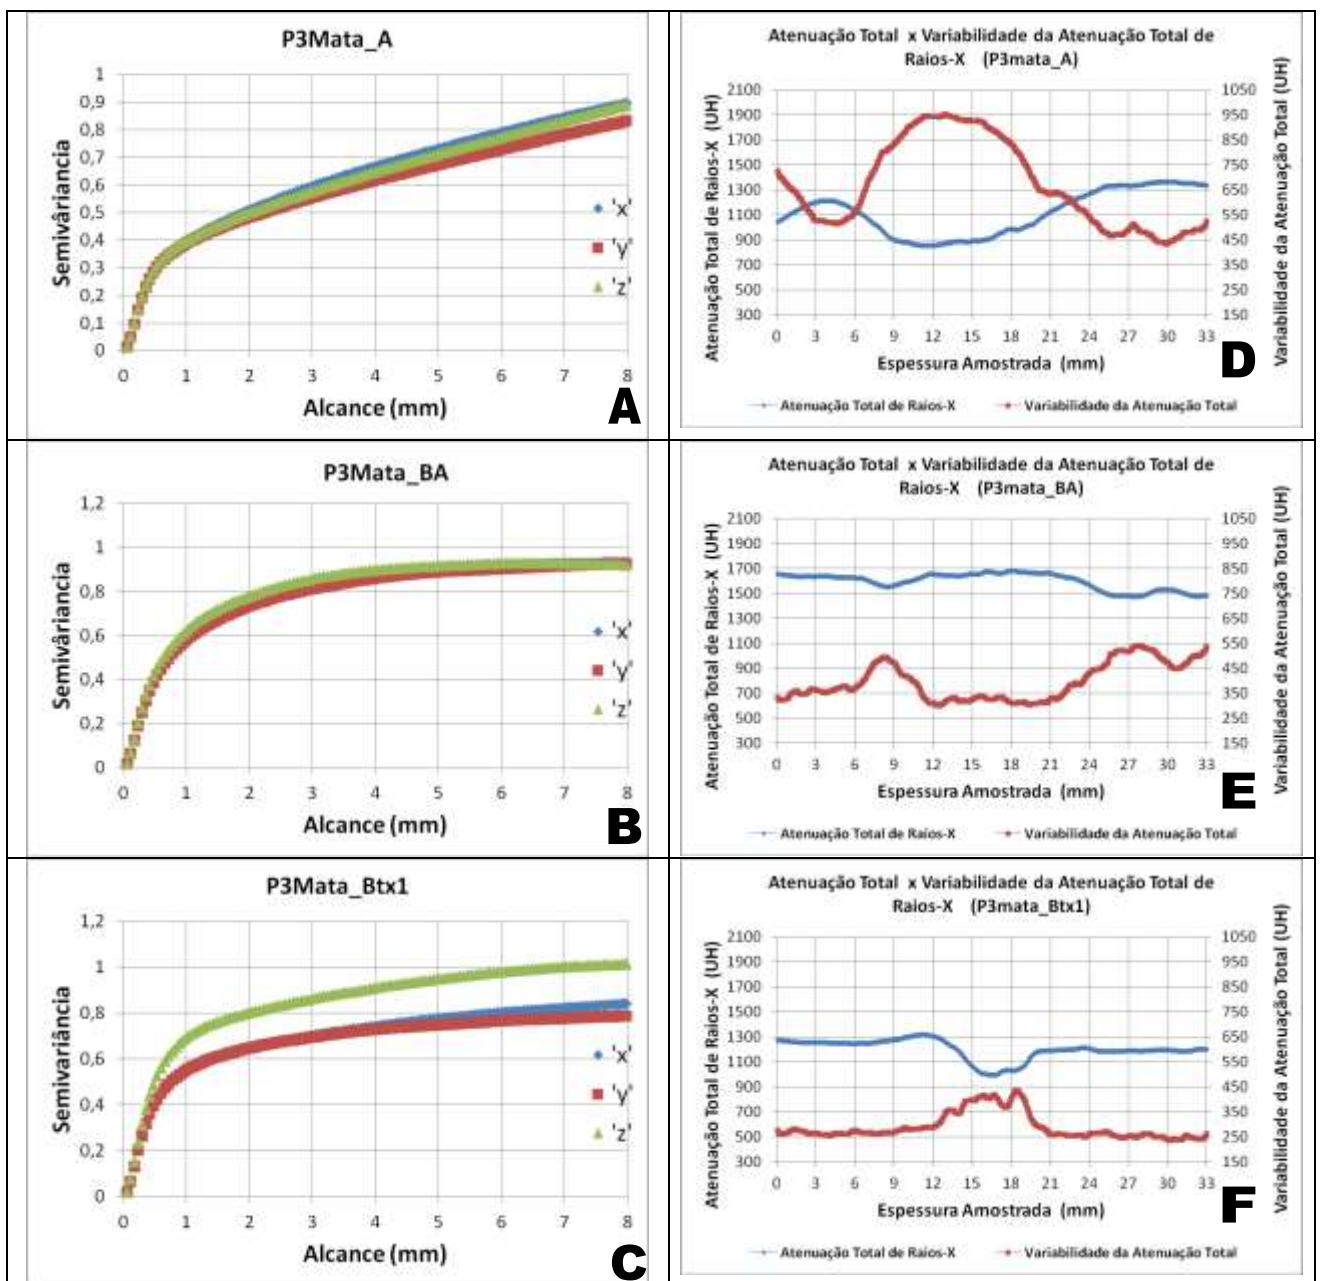 P3Mata_A
1
0,9
0,8
0,7
0,6
0,5
0,4
0,3
0,2
0,1
0
Semivâriancia
0 1 2 3 4 5 6 7 8
Alcance (mm)
'x'
'y'
'z'
A
Atenuação Total x Variabilidade da Atenuação Total de
Raios-X (P3mata_A)
2100
1900
1700
1500
1300
1100
900
700
500
300
Atenuação Total de Raios-X (UH)
1050
950
850
750
650
550
450
350
250
150
Variabilidade da Atenuação Total (UH)
0 3 6 9 12 15 18 21 24 27 30 33
Espessura Amostrada (mm)
Atenuação Total de Raios-X Variabilidade da Atenuação Total
D
P3Mata_BA
1,2
1
0,8
0,6
0,4
0,2
0
Semivâriancia
0 1 2 3 4 5 6 7 8
Alcance (mm)
'x'
'y'
'z'
B
Atenuação Total x Variabilidade da Atenuação Total de
Raios-X (P3mata_BA)
2100
1900
1700
1500
1300
1100
900
700
500
300
Atenuação Total de Raios-X (UH)
1050
950
850
750
650
550
450
350
250
150
Variabilidade da Atenuação Total (UH)
0 3 6 9 12 15 18 21 24 27 30 33
Espessura Amostrada (mm)
Atenuação Total de Raios-X Variabilidade da Atenuação Total
E
P3Mata_Btx1
1,2
1
0,8
0,6
0,4
0,2
0
Semivariância
0 1 2 3 4 5 6 7 8
Alcance (mm)
'x'
'y'
'z'
C
Atenuação Total x Variabilidade da Atenuação Total de
Raios-X (P3mata_Btx1)
2100
1900
1700
1500
1300
1100
900
700
500
300
Atenuação Total de Raios-X (UH)
1050
950
850
750
650
550
450
350
250
150
Variabilidade da Atenuação Total (UH)
0 3 6 9 12 15 18 21 24 27 30 33
Espessura Amostrada (mm)
Atenuação Total de Raios-X Variabilidade da Atenuação Total
F